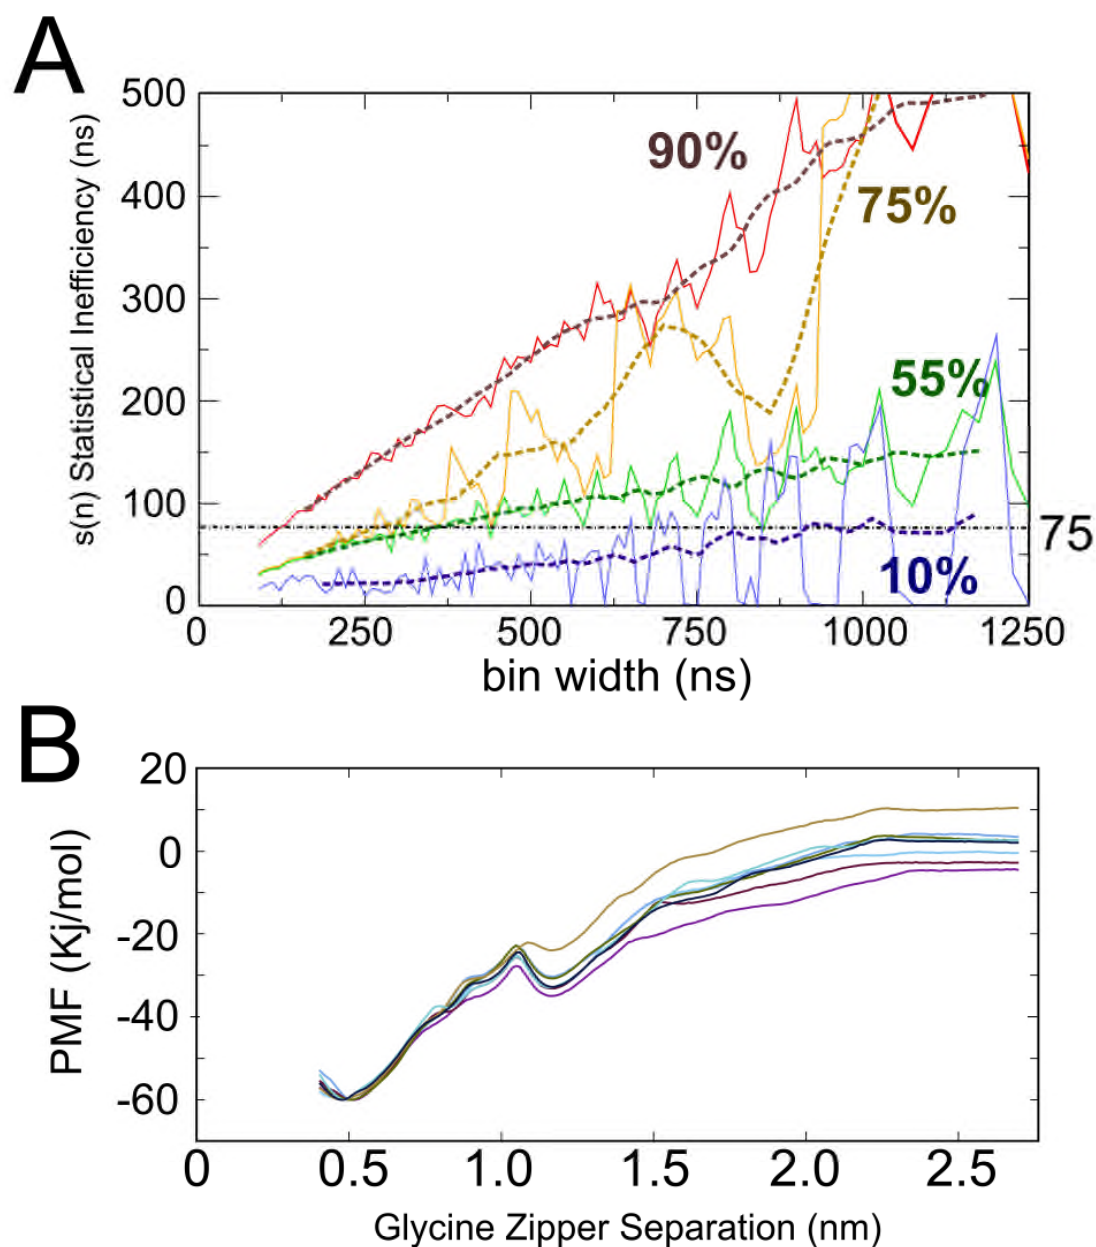 A
s(n) Statistical Inefficiency (ns)
500
400
300
200
100
0
90%
75%
55%
10%
75
0 250 500 750 1000 1250
bin width (ns)
B
PMF (Kj/mol)
20
0
-20
-40
-60
0 0.5 1.0 1.5 2.0 2.5
Glycine Zipper Separation (nm)